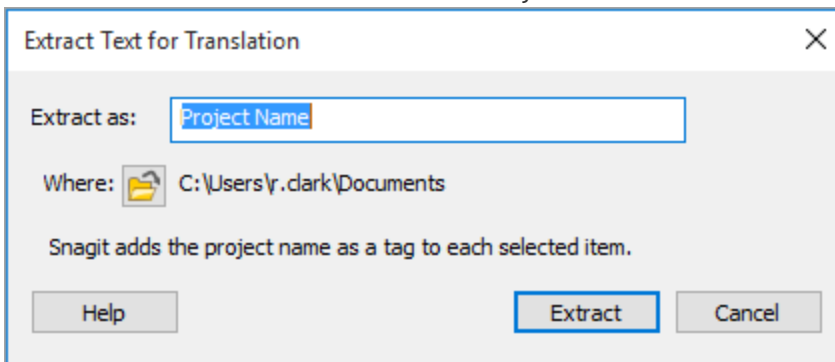 Extract Text for Translation
Extract as: Project Name
Where: C:\Users\r.clark\Documents
Snagit adds the project name as a tag to each selected item.
Help Extract Cancel